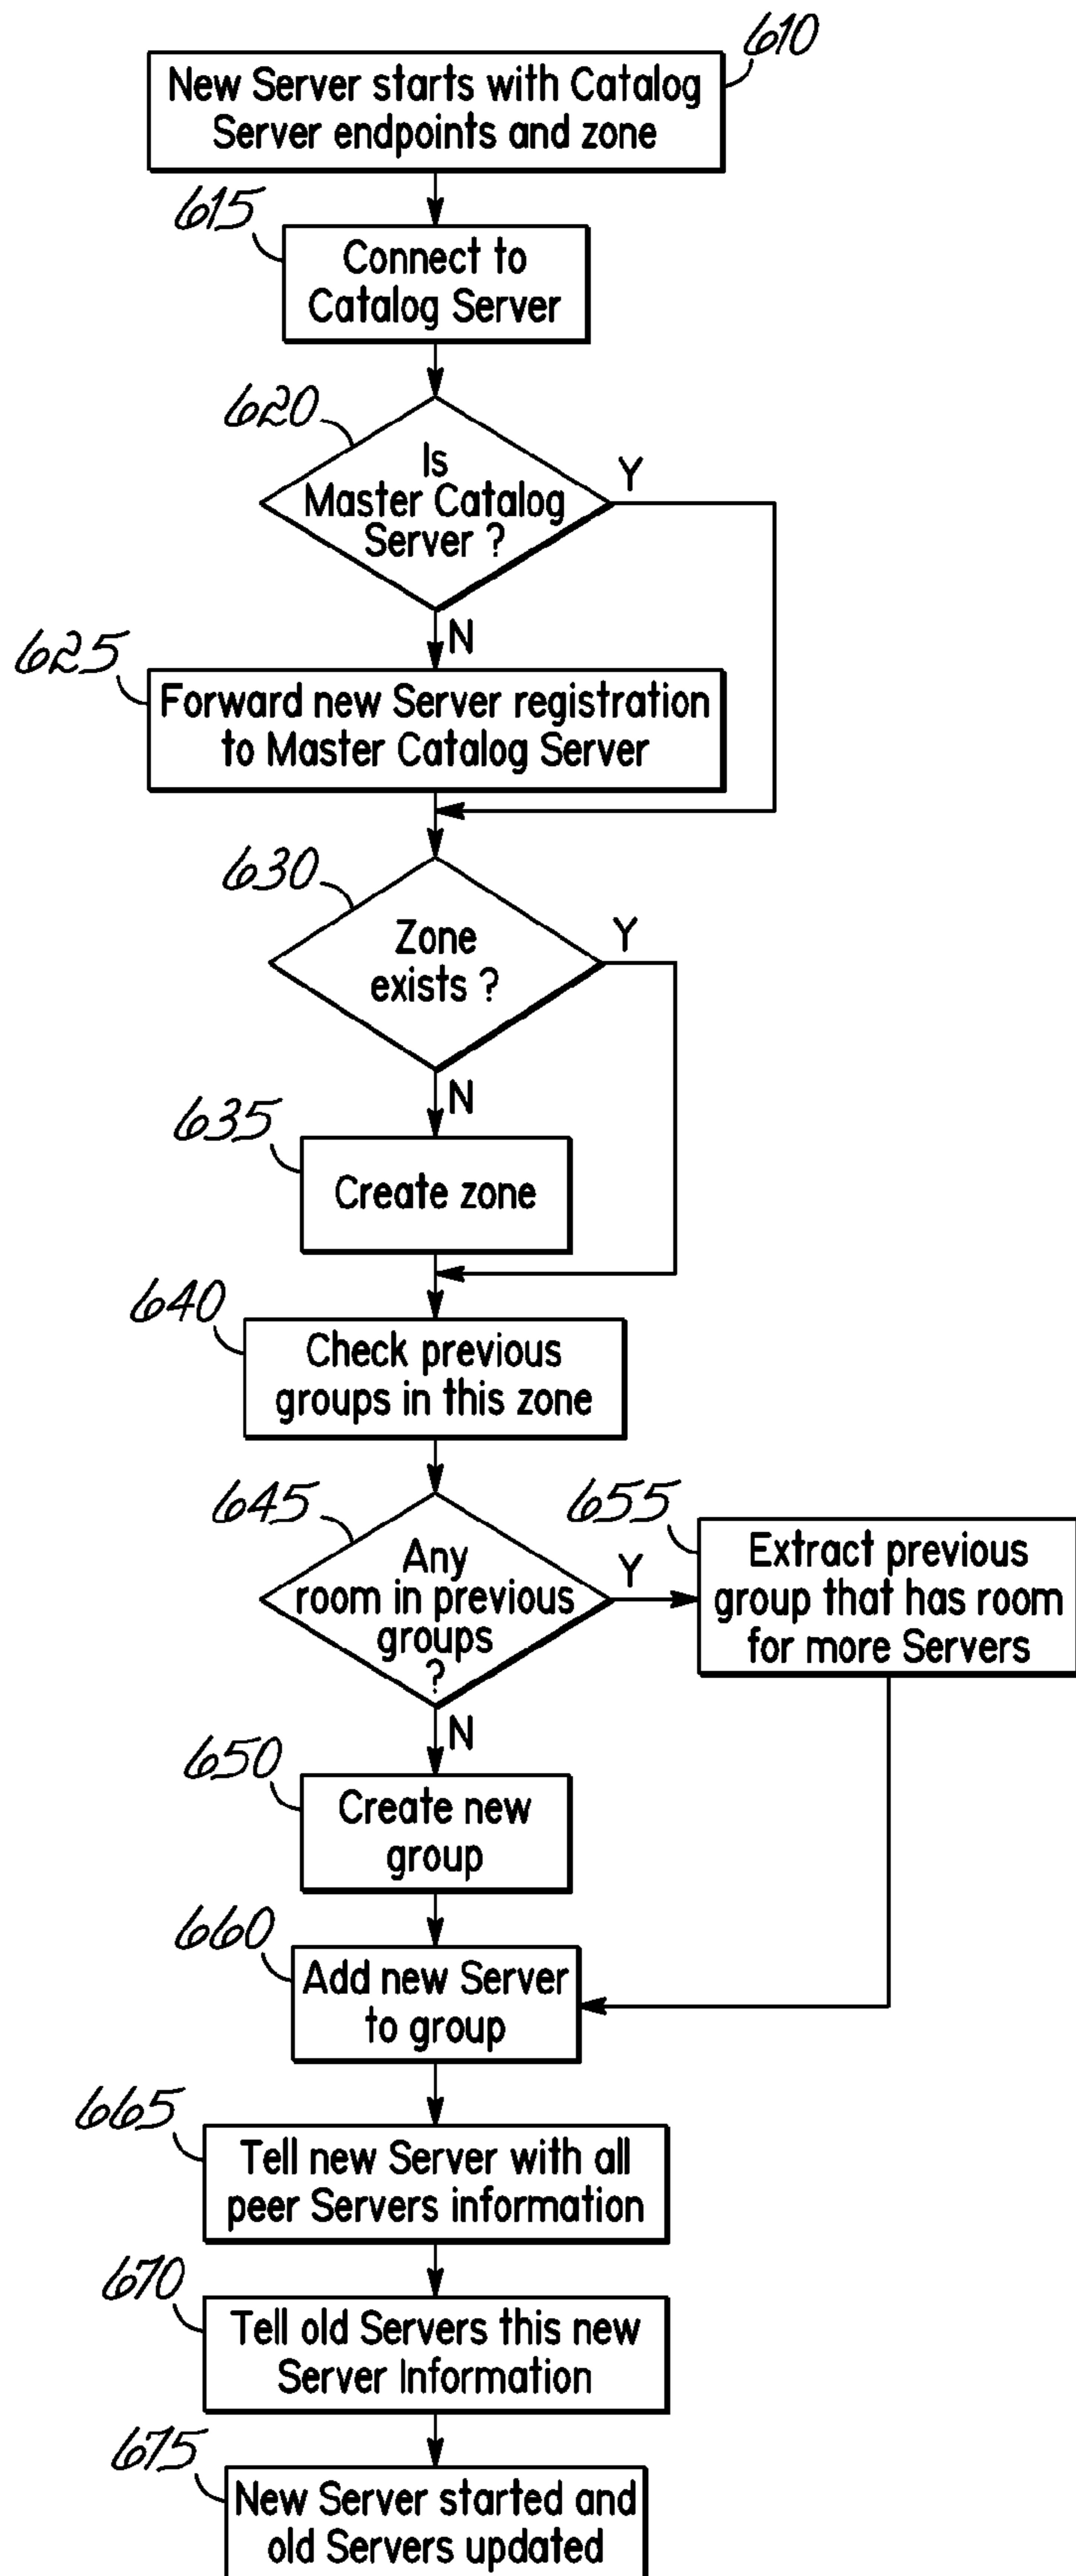 610
New Server starts with Catalog
Server endpoints and zone
615
Connect to
Catalog Server
620
Is
Master Catalog
Server ?
Y
N
625
Forward new Server registration
to Master Catalog Server
630
Zone
exists ?
Y
N
635
Create zone
640
Check previous
groups in this zone
645
Any
room in previous
groups
?
Y
N
655
Extract previous
group that has room
for more Servers
650
Create new
group
660
Add new Server
to group
665
Tell new Server with all
peer Servers information
670
Tell old Servers this new
Server Information
675
New Server started and
old Servers updated